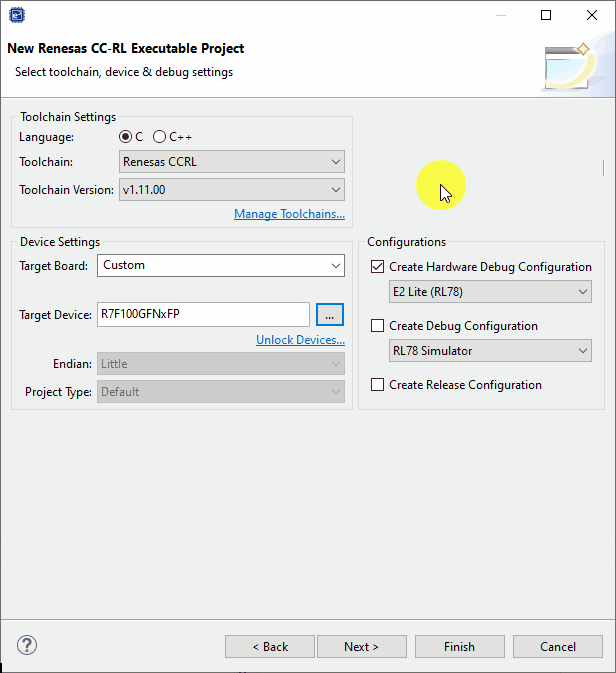 New Renesas CC-RL Executable Project
Select toolchain, device & debug settings
Toolchain Settings
Language: C C++
Toolchain: Renesas CCRL
Toolchain Version: v1.11.00
Manage Toolchains...
Device Settings
Target Board: Custom
Target Device: R7F100GFNxFP ...
Unlock Devices...
Endian: Little
Project Type: Default
Configurations
Create Hardware Debug Configuration
E2 Lite (RL78)
Create Debug Configuration
RL78 Simulator
Create Release Configuration
? < Back Next > Finish Cancel